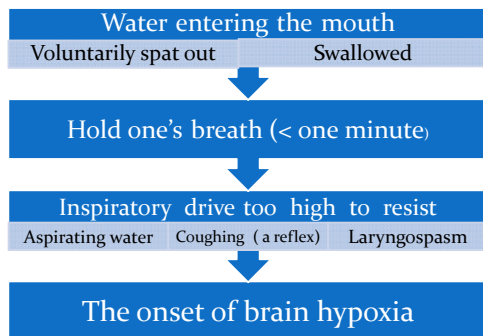 Water entering the mouth
Voluntarily spat out Swallowed
Hold one's breath (< one minute)
Inspiratory drive too high to resist
Aspirating water Coughing ( a reflex) Laryngospasm
The onset of brain hypoxia